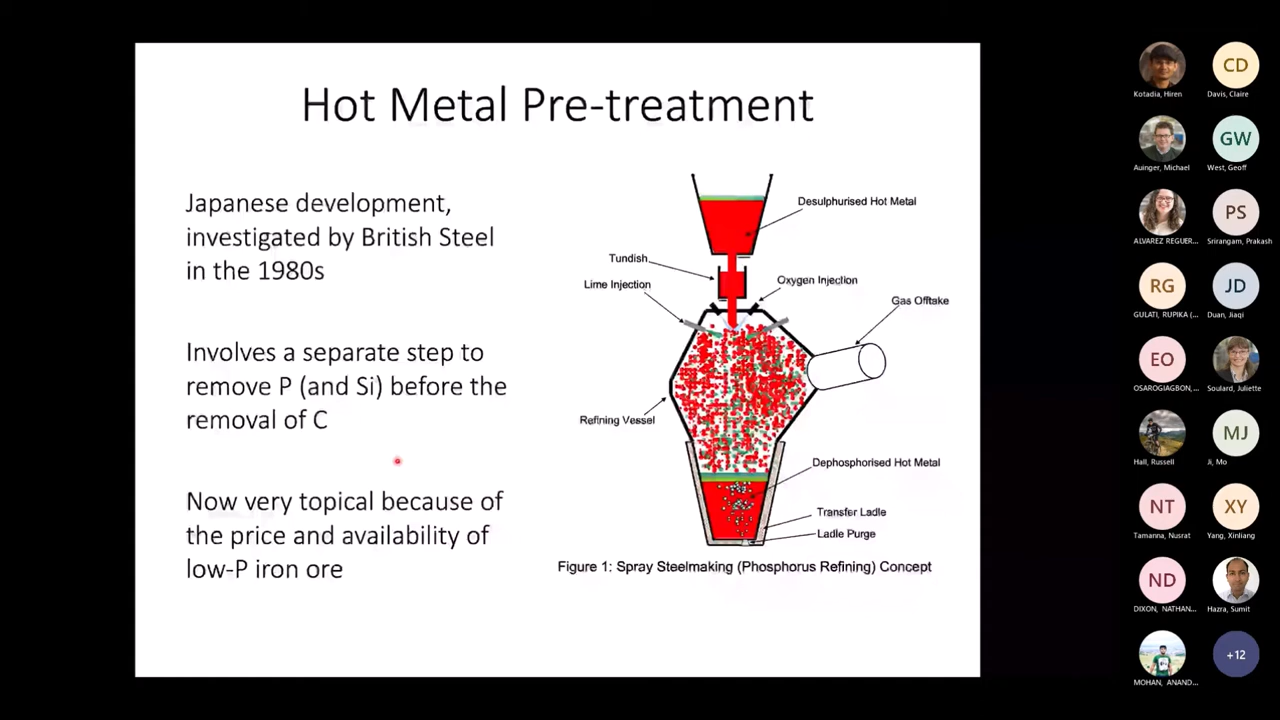 Hot Metal Pre-treatment
Japanese development,
investigated by British Steel
in the 1980s
Involves a separate step to
remove P (and Si) before the
removal of C
Now very topical because of
the price and availability of
low-P iron ore
Desulphurised Hot Metal
Tundish
Lime Injection
Oxygen Injection
Gas Offtake
Refining Vessel
Dephosphorised Hot Metal
Transfer Ladle
Ladle Purge
Figure 1: Spray Steelmaking (Phosphorus Refining) Concept
CD
Kotadia, Hiren
Davis, Claire
GW
Auinger, Michael
West, Geoff
PS
ALVAREZ REGUER...
Srirangam, Prakash
RG
JD
GULATI, RUPIKA (...
Duan, Jiaqi
EO
OSAROGIAGBON,...
Soulard, Juliette
MJ
Hall, Russell
Ji, Mo
NT
XY
Tamanna, Nusrat
Yang, Xinliang
ND
DIXON, NATHAN...
Hazra, Sumit
+12
MOHAN, ANAND...